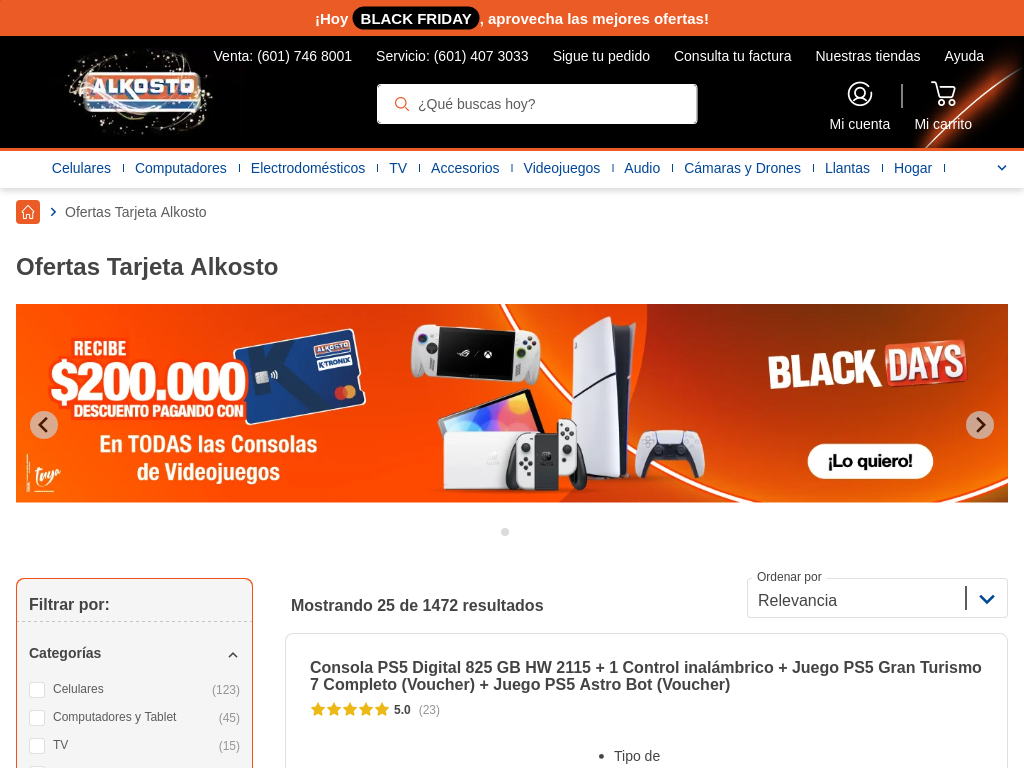 ¡Hoy BLACK FRIDAY , aprovecha las mejores ofertas!
Venta: (601) 746 8001 Servicio: (601) 407 3033 Sigue tu pedido Consulta tu factura Nuestras tiendas Ayuda
ALKOSTO
¿Qué buscas hoy?
Mi cuenta Mi carrito
Celulares Computadores Electrodomésticos TV Accesorios Videojuegos Audio Cámaras y Drones Llantas Hogar
Ofertas Tarjeta Alkosto
Ofertas Tarjeta Alkosto
RECIBE
$200.000
DESCUENTO PAGANDO CON
ALKOSTO
K-TRONIX
En TODAS las Consolas
de Videojuegos
tuya
BLACK DAYS
¡Lo quiero!
Filtrar por:
Categorías
Celulares (123)
Computadores y Tablet (45)
TV (15)
Mostrando 25 de 1472 resultados
Ordenar por
Relevancia
Consola PS5 Digital 825 GB HW 2115 + 1 Control inalámbrico + Juego PS5 Gran Turismo
7 Completo (Voucher) + Juego PS5 Astro Bot (Voucher)
5.0 (23)
• Tipo de